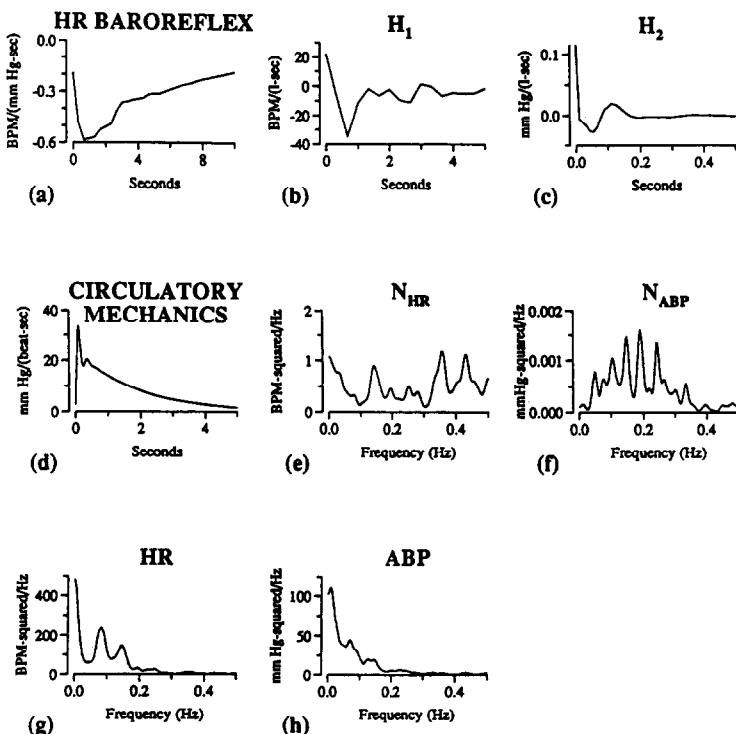 HR BAROREFLEX
BPM/(mm Hg-sec)
0.0
-0.3
-0.6
0 4 8
Seconds
(a)
H1
BPM/(l-sec)
20
0
-20
-40
0 2 4
Seconds
(b)
H2
mm Hg/(l-sec)
0.1
0.0
0.0 0.2 0.4
Seconds
(c)
CIRCULATORY
MECHANICS
mm Hg/(beat-sec)
40
20
0
0 2 4
Seconds
(d)
NHR
BPM-squared/Hz
2
1
0
0.0 0.2 0.4
Frequency (Hz)
(e)
NABP
mmHg-squared/Hz
0.002
0.001
0.000
0.0 0.2 0.4
Frequency (Hz)
(f)
HR
BPM-squared/Hz
400
200
0
0.0 0.2 0.4
Frequency (Hz)
(g)
ABP
mm Hg-squared/Hz
100
50
0
0.0 0.2 0.4
Frequency (Hz)
(h)